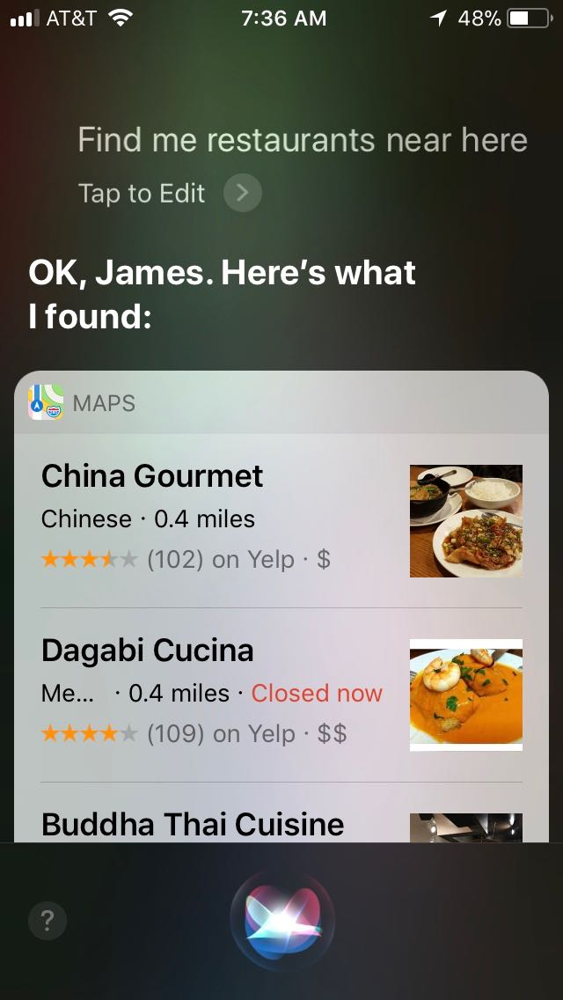 AT&T 7:36 AM 48%
Find me restaurants near here
Tap to Edit
OK, James. Here’s what
I found:
MAPS
China Gourmet
Chinese · 0.4 miles
(102) on Yelp · $
Dagabi Cucina
Me... · 0.4 miles · Closed now
(109) on Yelp · $$
Buddha Thai Cuisine
?